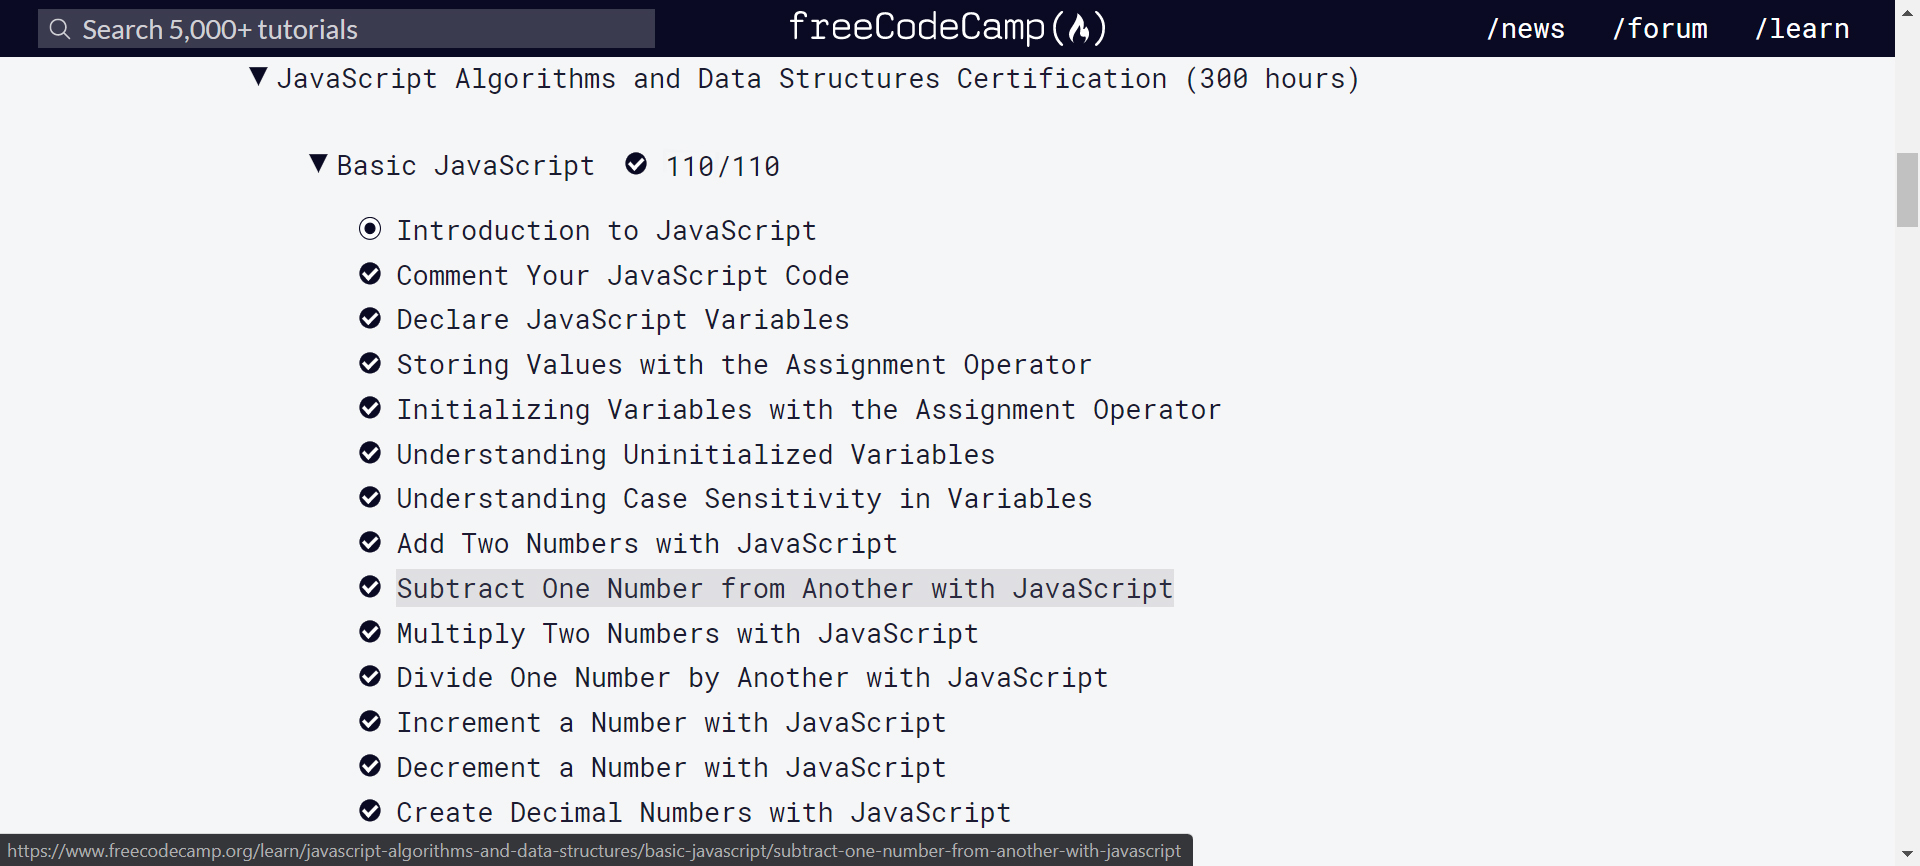 Search 5,000+ tutorials
freeCodeCamp(🔥)
/news /forum /learn
▼ JavaScript Algorithms and Data Structures Certification (300 hours)
▼ Basic JavaScript 110/110
Introduction to JavaScript
Comment Your JavaScript Code
Declare JavaScript Variables
Storing Values with the Assignment Operator
Initializing Variables with the Assignment Operator
Understanding Uninitialized Variables
Understanding Case Sensitivity in Variables
Add Two Numbers with JavaScript
Subtract One Number from Another with JavaScript
Multiply Two Numbers with JavaScript
Divide One Number by Another with JavaScript
Increment a Number with JavaScript
Decrement a Number with JavaScript
Create Decimal Numbers with JavaScript
https://www.freecodecamp.org/learn/javascript-algorithms-and-data-structures/basic-javascript/subtract-one-number-from-another-with-javascript